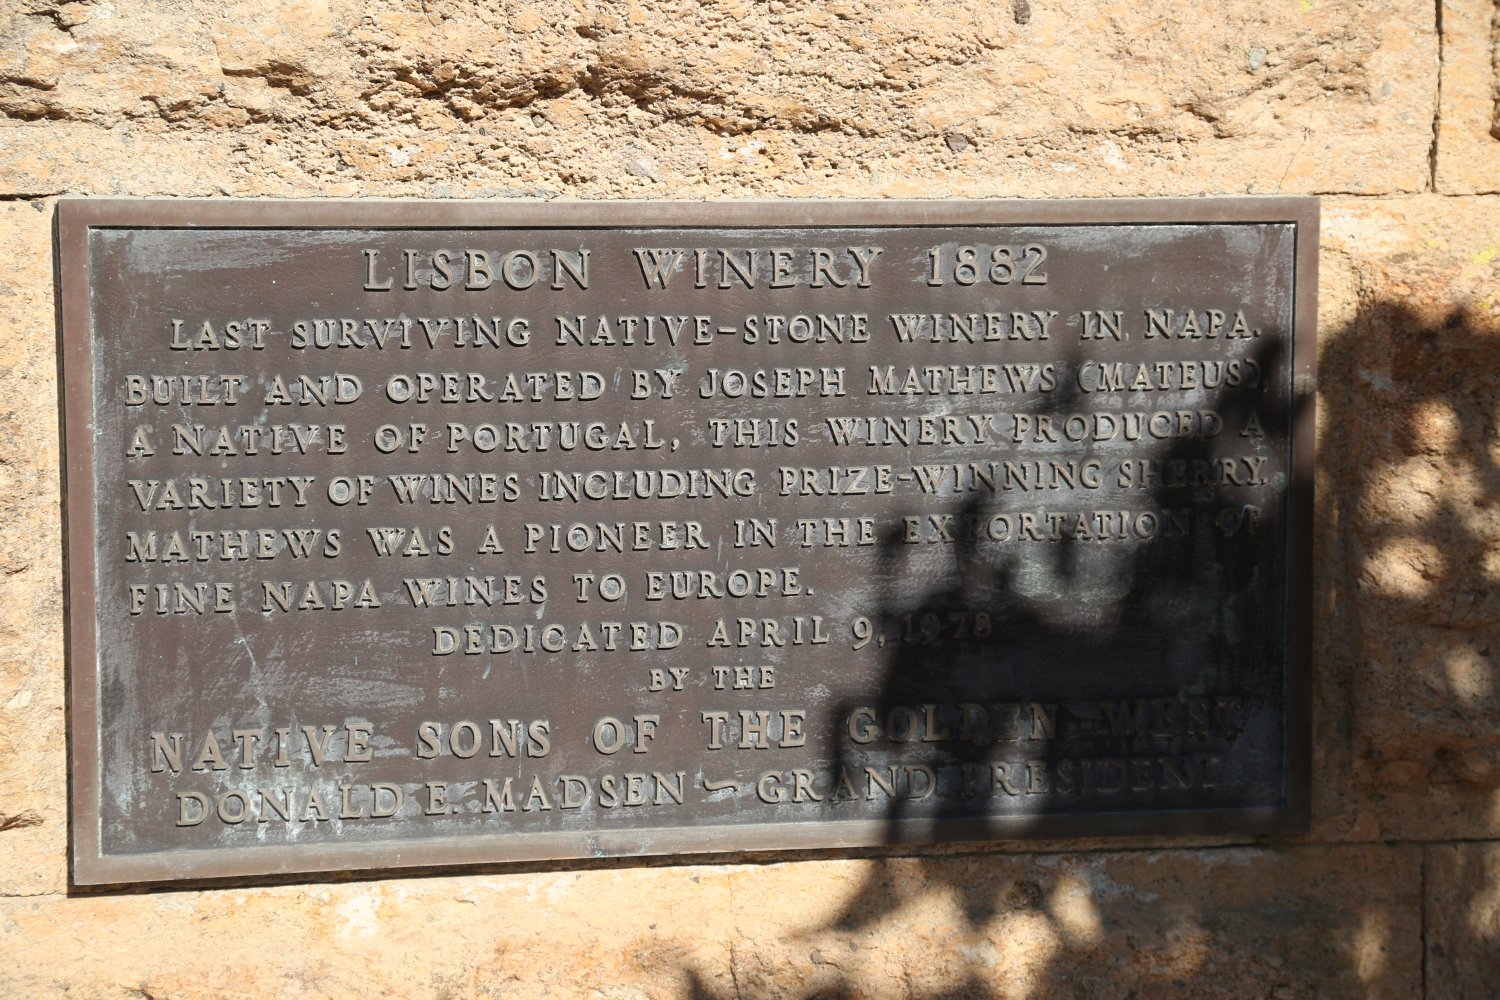 LISBON WINERY 1882
LAST SURVIVING NATIVE-STONE WINERY IN NAPA.
BUILT AND OPERATED BY JOSEPH MATHEWS (MATEUS),
A NATIVE OF PORTUGAL, THIS WINERY PRODUCED A
VARIETY OF WINES INCLUDING PRIZE-WINNING SHERRY.
MATHEWS WAS A PIONEER IN THE EXPORTATION OF
FINE NAPA WINES TO EUROPE.
DEDICATED APRIL 9, 1978
BY THE
NATIVE SONS OF THE GOLDEN WEST
DONALD E. MADSEN ~ GRAND PRESIDENT